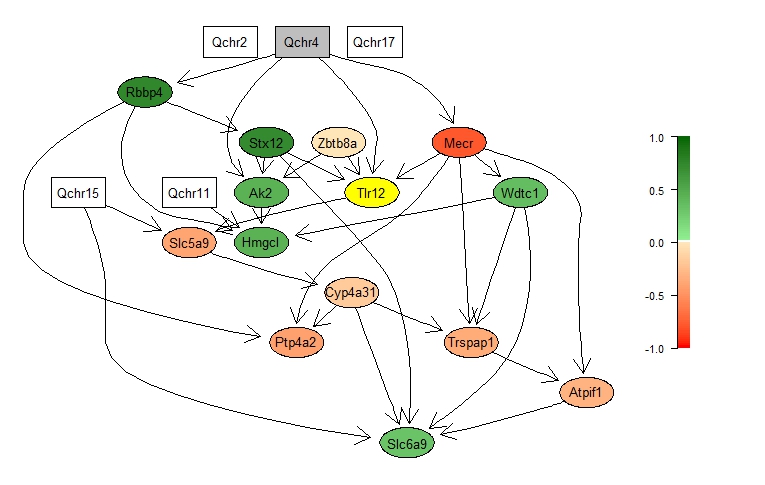 Qchr2 Qchr4 Qchr17
Rbbp4
Stx12 Zbtb8a Mecr
Qchr15 Qchr11 Ak2 Tlr12 Wdtc1
Slc5a9 Hmgcl
Cyp4a31
Ptp4a2 Trspap1
Atpif1
Slc6a9
1.0
0.5
0.0
-0.5
-1.0